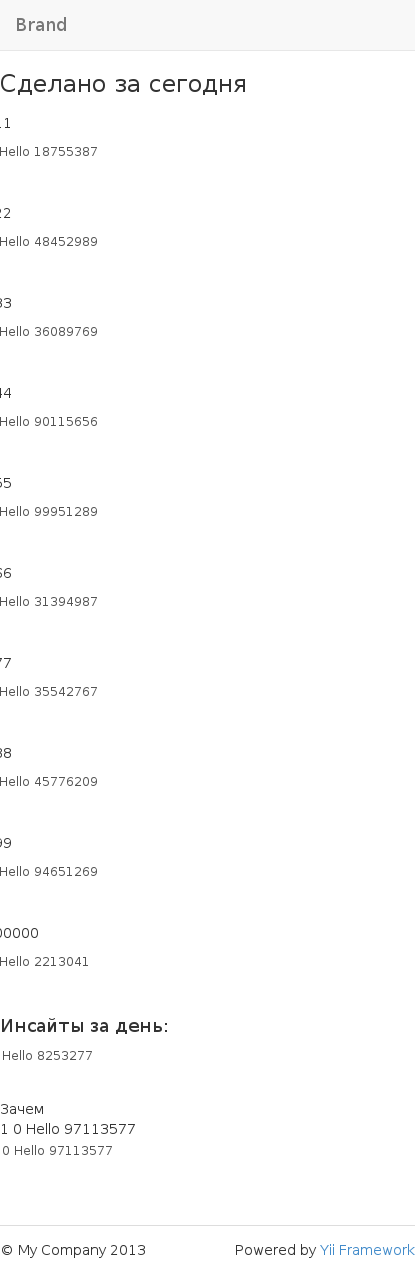 Brand
Сделано за сегодня
11
Hello 18755387
22
Hello 48452989
33
Hello 36089769
44
Hello 90115656
55
Hello 99951289
66
Hello 31394987
77
Hello 35542767
88
Hello 45776209
99
Hello 94651269
00000
Hello 2213041
Инсайты за день:
Hello 8253277
Зачем
1 0 Hello 97113577
0 Hello 97113577
© My Company 2013 Powered by Yii Framework